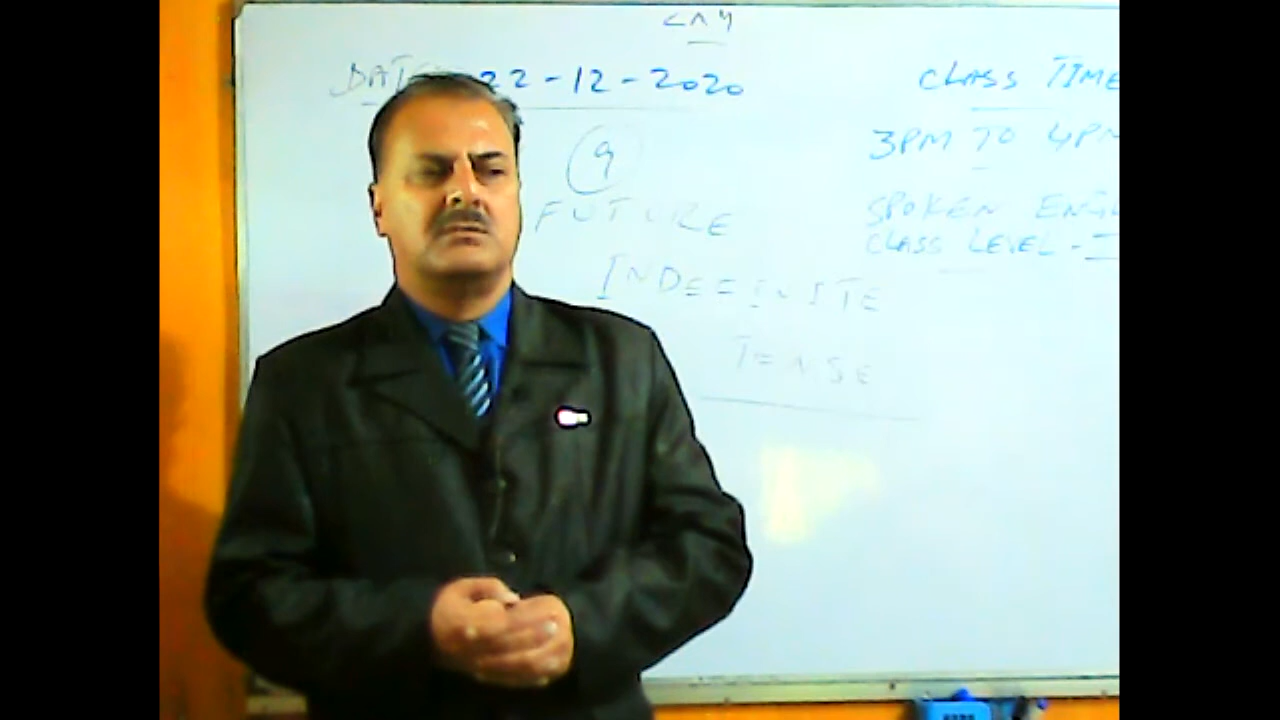 DATE 22-12-2020
9
FUTURE
INDEFINITE
TENSE
CLASS TIME
3PM TO 4PM
SPOKEN ENGL
CLASS LEVEL - I